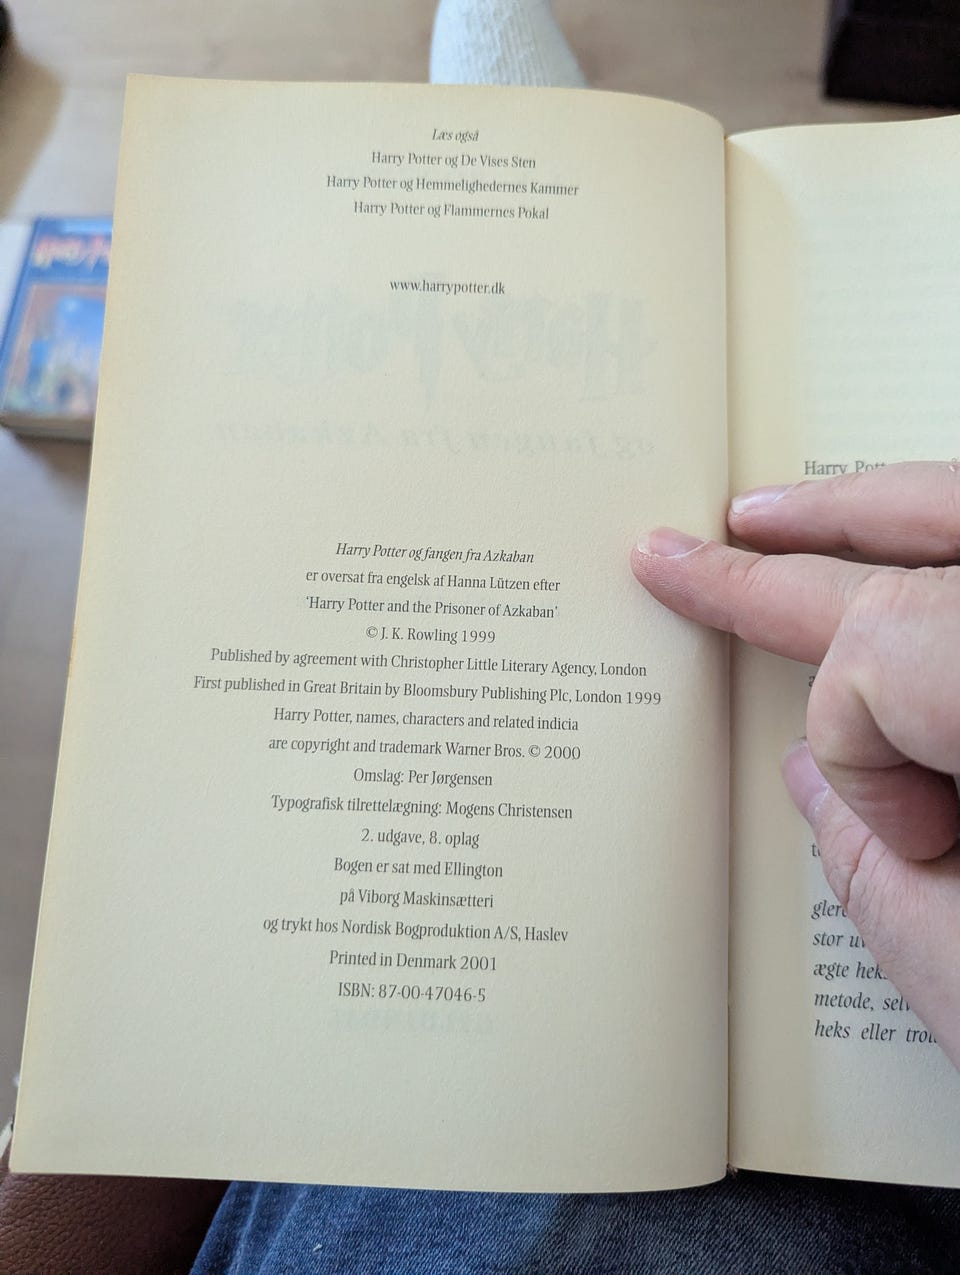 Læs også
Harry Potter og De Vises Sten
Harry Potter og Hemmelighedernes Kammer
Harry Potter og Flammernes Pokal
www.harrypotter.dk
Harry Potter og fangen fra Azkaban
er oversat fra engelsk af Hanna Lützen efter
‘Harry Potter and the Prisoner of Azkaban’
© J. K. Rowling 1999
Published by agreement with Christopher Little Literary Agency, London
First published in Great Britain by Bloomsbury Publishing Plc, London 1999
Harry Potter, names, characters and related indicia
are copyright and trademark Warner Bros. © 2000
Omslag: Per Jørgensen
Typografisk tilrettelægning: Mogens Christensen
2. udgave, 8. oplag
Bogen er sat med Ellington
på Viborg Maskinsætteri
og trykt hos Nordisk Bogproduktion A/S, Haslev
Printed in Denmark 2001
ISBN: 87-00-47046-5
Harry
stor
ægte
metode,
heks eller